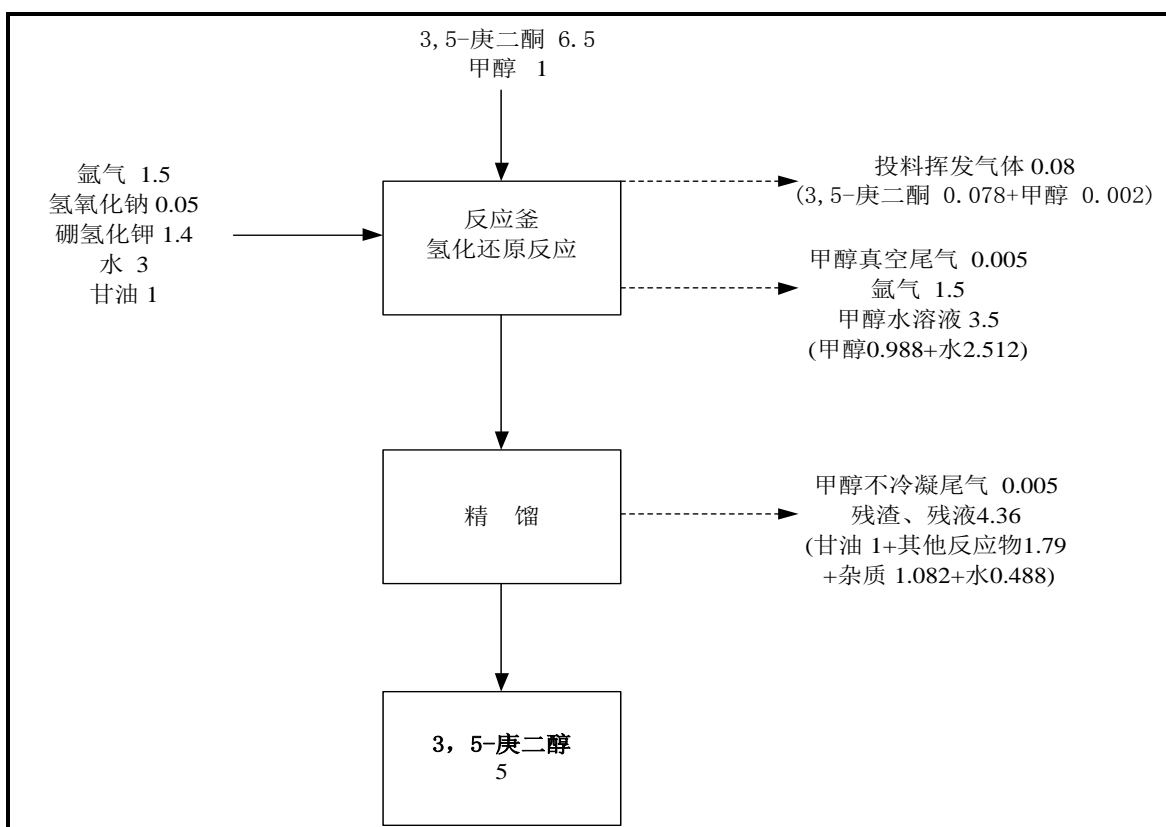 3,5-庚二酮 6.5
甲醇 1
氩气 1.5
氢氧化钠 0.05
硼氢化钾 1.4
水 3
甘油 1
反应釜
氢化还原反应
投料挥发气体 0.08
(3,5-庚二酮 0.078+甲醇 0.002)
甲醇真空尾气 0.005
氩气 1.5
甲醇水溶液 3.5
(甲醇0.988+水2.512)
精 馏
甲醇不冷凝尾气 0.005
残渣、残液4.36
(甘油 1+其他反应物1.79
+杂质 1.082+水0.488)
3，5-庚二醇
5